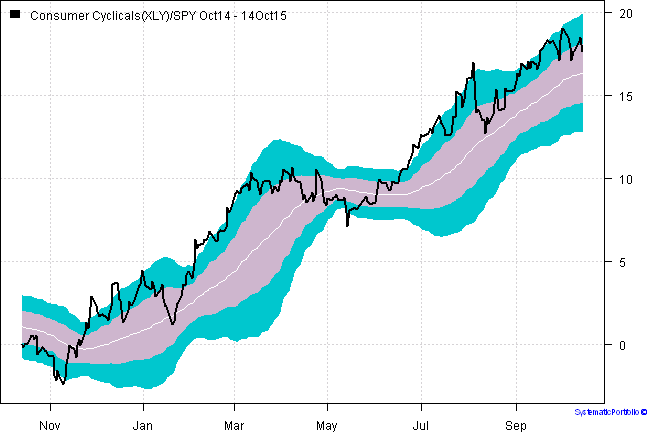 Consumer Cyclicals(XLY)/SPY Oct14 - 14Oct15
20
15
10
5
0
Nov Jan Mar May Jul Sep
SystematicPortfolio ©